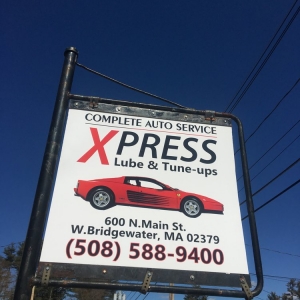 COMPLETE AUTO SERVICE
XPRESS
Lube & Tune-ups
600 N.Main St.
W.Bridgewater, MA 02379
(508) 588-9400